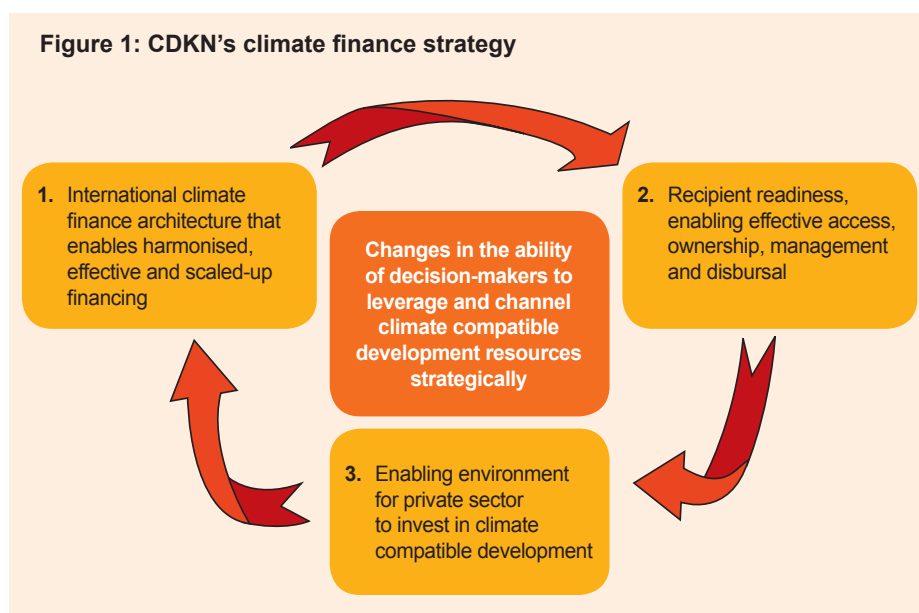 Figure 1: CDKN's climate finance strategy
1. International climate
finance architecture that
enables harmonised,
effective and scaled-up
financing
2. Recipient readiness,
enabling effective access,
ownership, management
and disbursal
Changes in the ability
of decision-makers to
leverage and channel
climate compatible
development resources
strategically
3. Enabling environment
for private sector
to invest in climate
compatible development